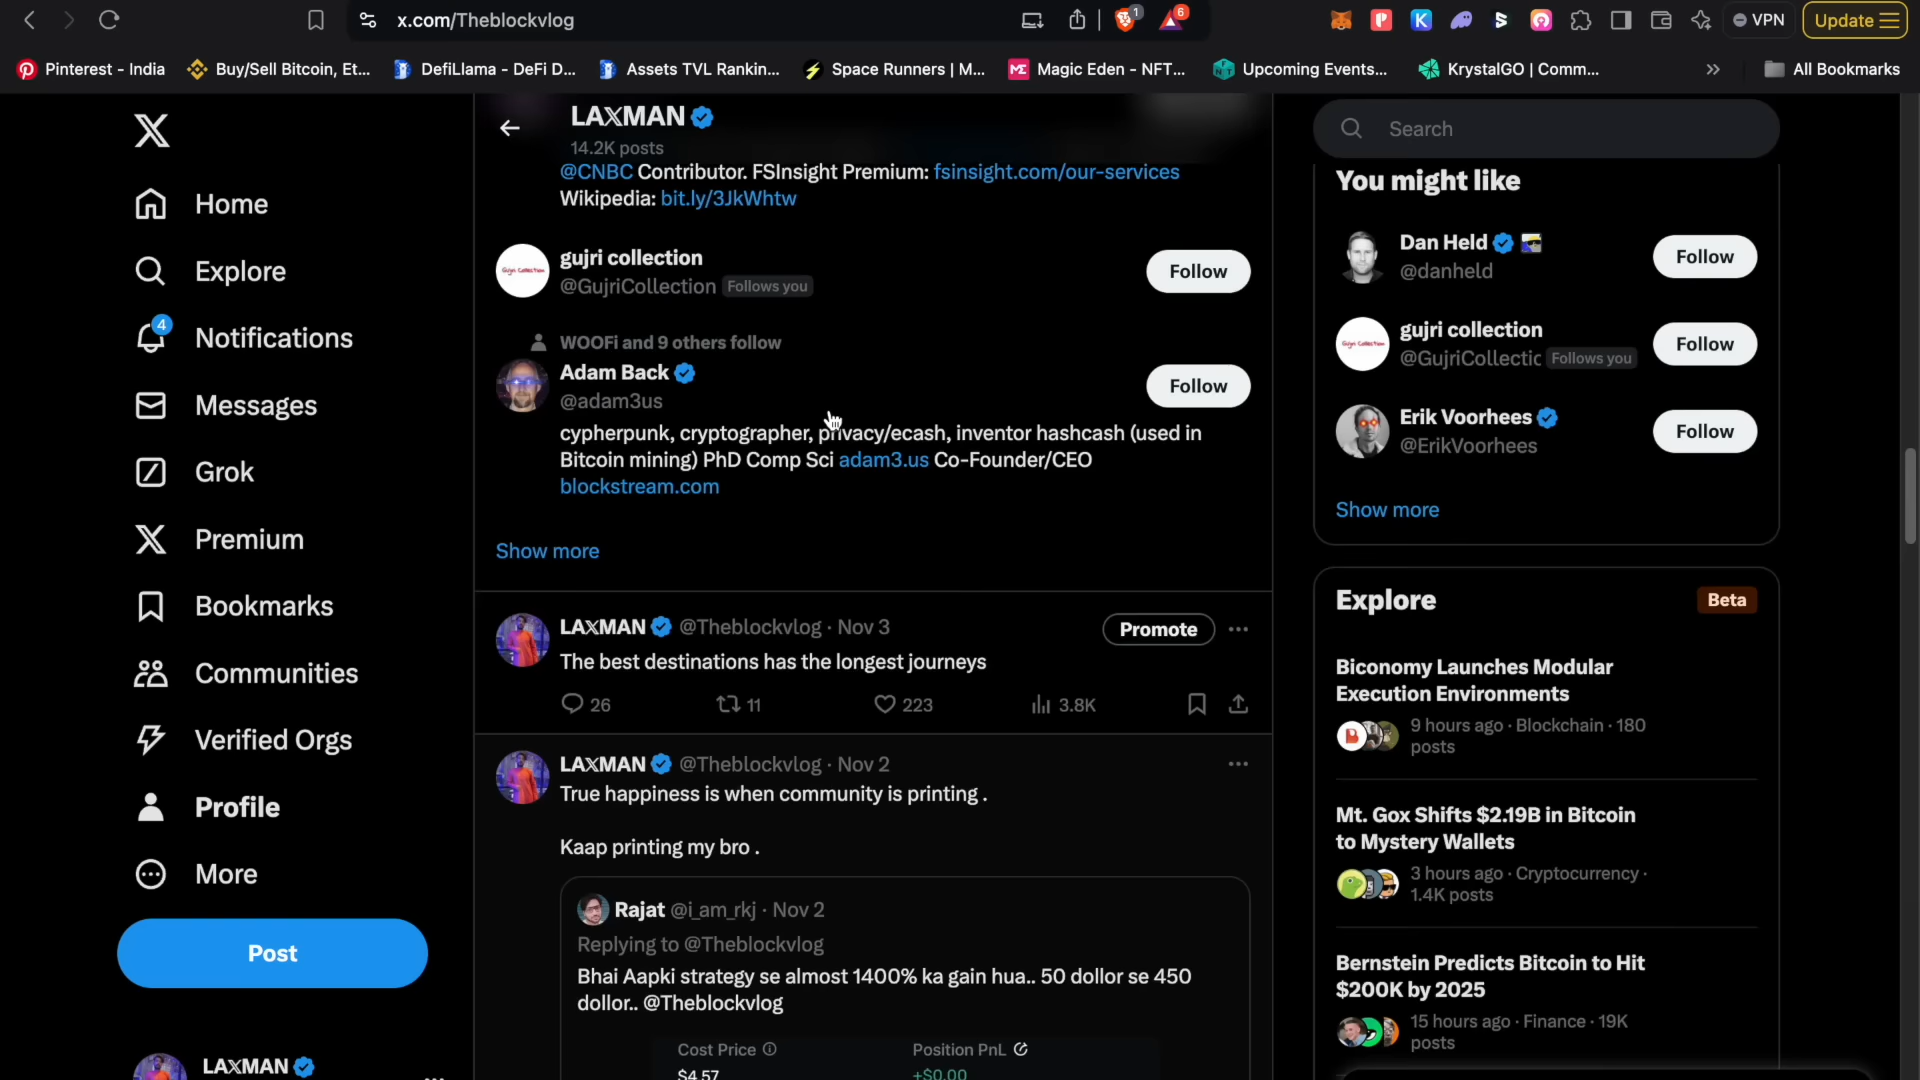 x.com/Theblockvlog
1
6
VPN
Update
Pinterest - India
Buy/Sell Bitcoin, Et...
DefiLlama - DeFi D...
Assets TVL Rankin...
Space Runners | M...
Magic Eden - NFT...
Upcoming Events...
KrystalGO | Comm...
All Bookmarks
Home
Explore
4
Notifications
Messages
Grok
Premium
Bookmarks
Communities
Verified Orgs
Profile
More
Post
LAXMAN
LAXMAN
14.2K posts
@CNBC Contributor. FSInsight Premium: fsinsight.com/our-services
Wikipedia: bit.ly/3JkWhtw
gujri collection
@GujriCollection Follows you
Follow
WOOFi and 9 others follow
Adam Back
@adam3us
Follow
cypherpunk, cryptographer, privacy/ecash, inventor hashcash (used in
Bitcoin mining) PhD Comp Sci adam3.us Co-Founder/CEO
blockstream.com
Show more
LAXMAN @Theblockvlog · Nov 3
Promote
The best destinations has the longest journeys
26
11
223
3.8K
LAXMAN @Theblockvlog · Nov 2
True happiness is when community is printing .
Kaap printing my bro .
Rajat @i_am_rkj · Nov 2
Replying to @Theblockvlog
Bhai Aapki strategy se almost 1400% ka gain hua.. 50 dollor se 450
dollor.. @Theblockvlog
Cost Price
Position PnL
$4.57
+$0.00
Search
You might like
Dan Held
@danheld
Follow
gujri collection
@GujriCollectic Follows you
Follow
Erik Voorhees
@ErikVoorhees
Follow
Show more
Explore
Beta
Biconomy Launches Modular
Execution Environments
9 hours ago · Blockchain · 180
posts
Mt. Gox Shifts $2.19B in Bitcoin
to Mystery Wallets
3 hours ago · Cryptocurrency ·
1.4K posts
Bernstein Predicts Bitcoin to Hit
$200K by 2025
15 hours ago · Finance · 19K
posts